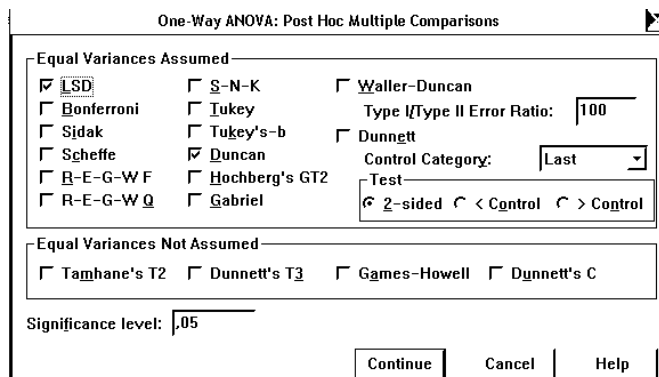 One-Way ANOVA: Post Hoc Multiple Comparisons
Equal Variances Assumed
LSD
Bonferroni
Sidak
Scheffe
R-E-G-W F
R-E-G-W Q
S-N-K
Tukey
Tukey's-b
Duncan
Hochberg's GT2
Gabriel
Waller-Duncan
Type I/Type II Error Ratio: 100
Dunnett
Control Category: Last
Test
2-sided < Control > Control
Equal Variances Not Assumed
Tamhane's T2 Dunnett's T3 Games-Howell Dunnett's C
Significance level: ,05
Continue Cancel Help